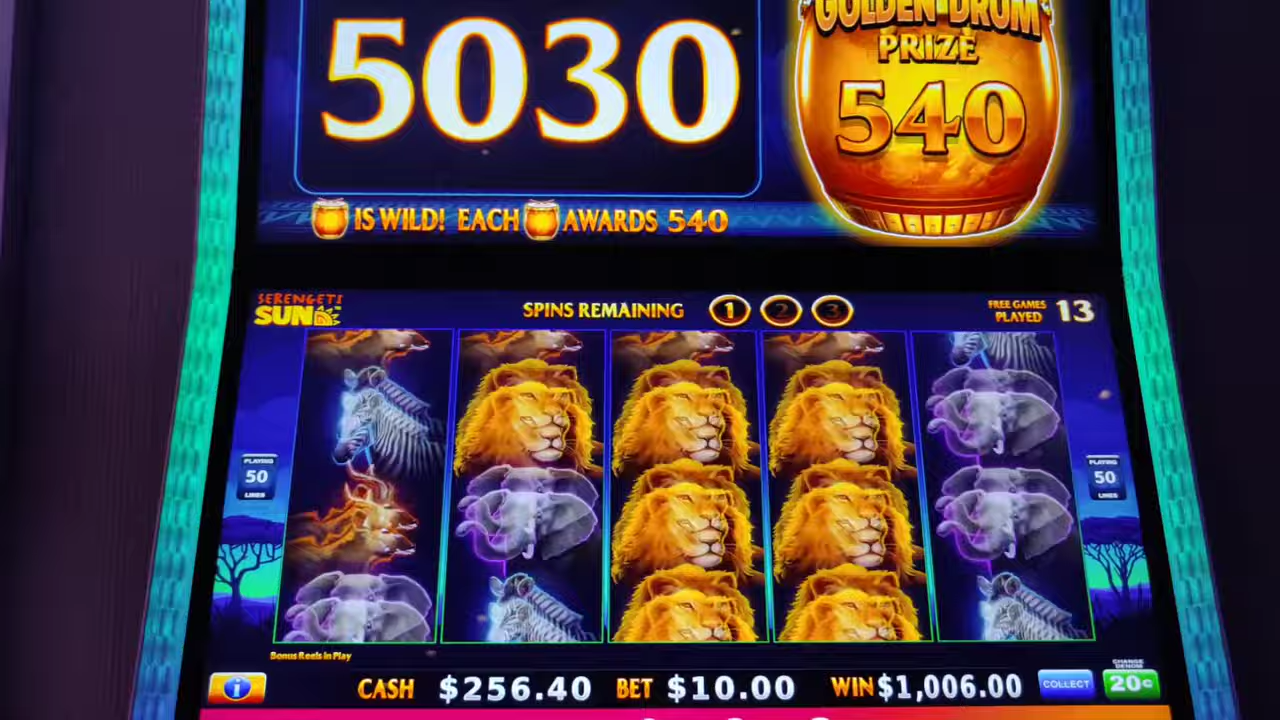 5030
GOLDEN DRUM
PRIZE
540
IS WILD! EACH AWARDS 540
SERENGETI
SUN
SPINS REMAINING 1 2 3
FREE GAMES
PLAYED 13
PLAYING
50
LINES
PLAYING
50
LINES
Bonus Reels in Play
CASH $256.40 BET $10.00 WIN $1,006.00
COLLECT
CHANGE
DENOM
20¢